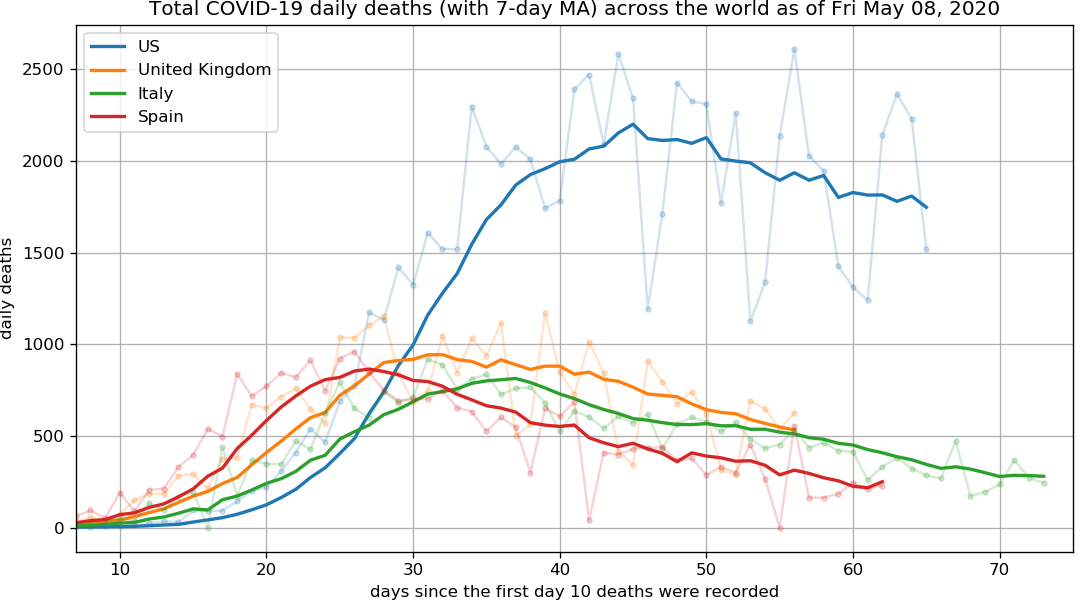 Total COVID-19 daily deaths (with 7-day MA) across the world as of Fri May 08, 2020
US
United Kingdom
Italy
Spain
2500
2000
1500
1000
500
0
daily deaths
10 20 30 40 50 60 70
days since the first day 10 deaths were recorded